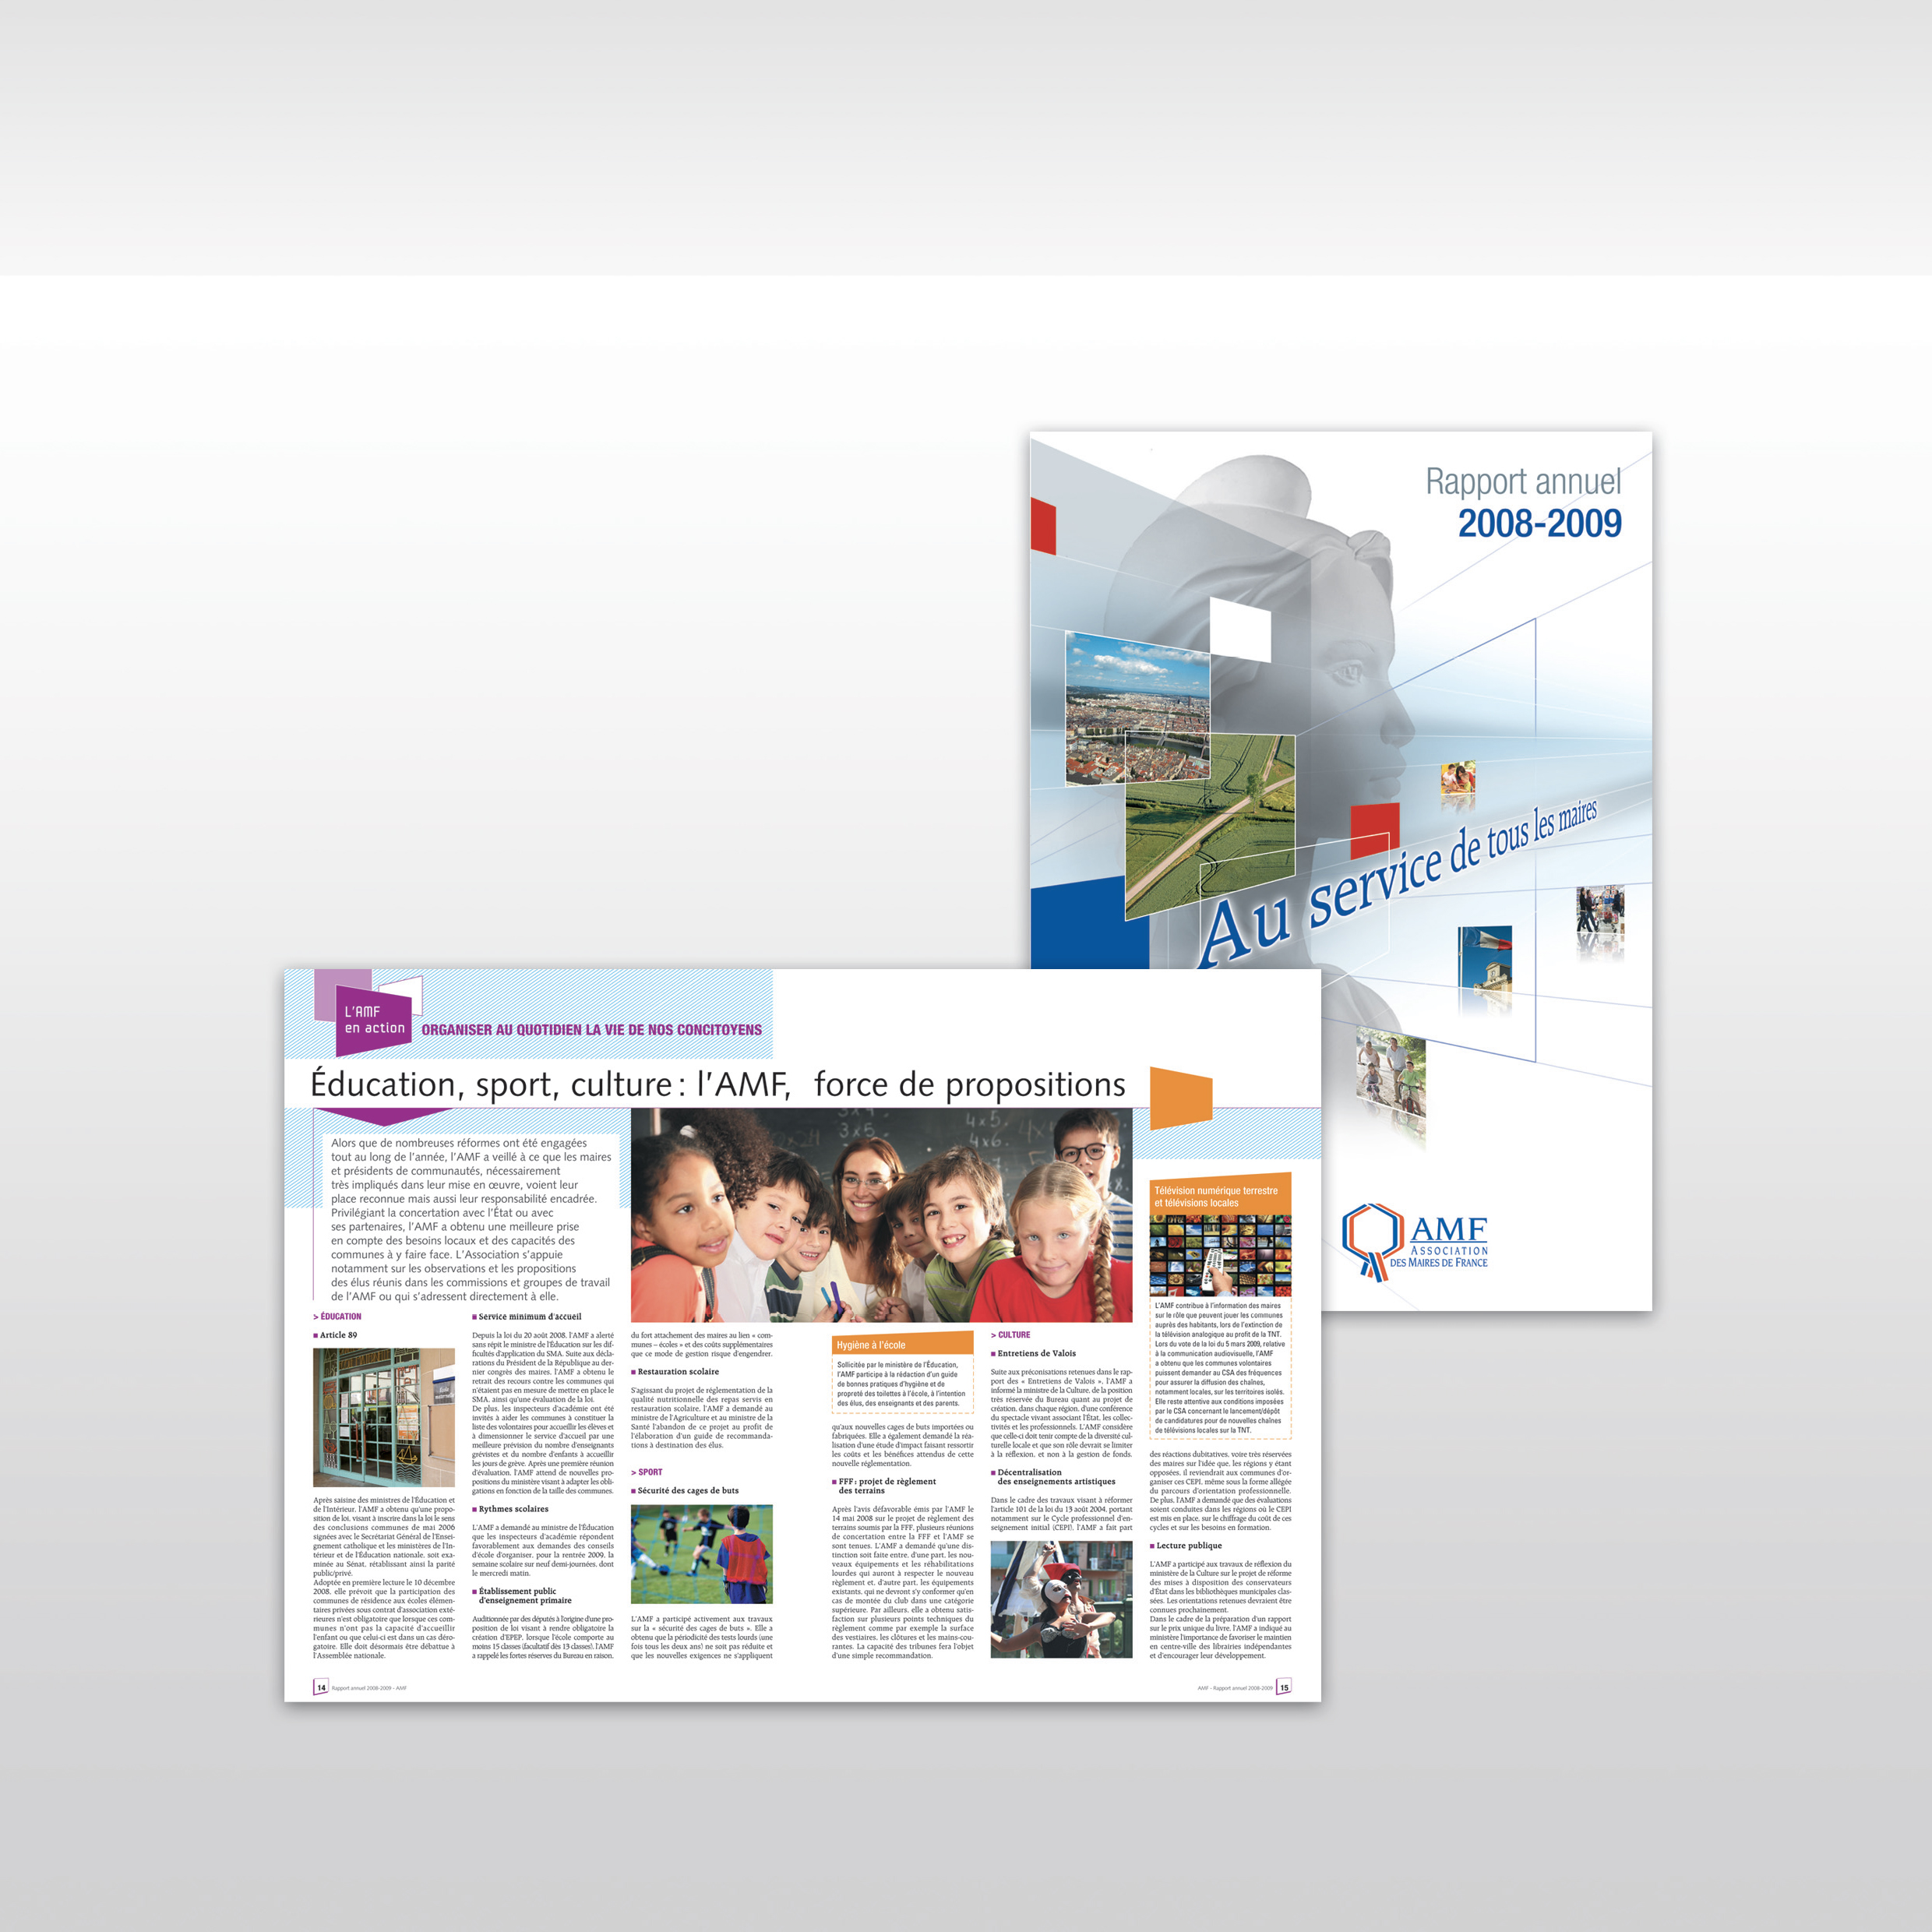 Rapport annuel
2008-2009
Au service de tous les maires
AMF
ASSOCIATION
DES MAIRES DE FRANCE
L'AMF
en action
ORGANISER AU QUOTIDIEN LA VIE DE NOS CONCITOYENS
Éducation, sport, culture : l'AMF, force de propositions
Alors que de nombreuses réformes ont été engagées
tout au long de l'année, l'AMF a veillé à ce que les maires
et présidents de communautés, nécessairement
très impliqués dans leur mise en œuvre, voient leur
place reconnue mais aussi leur responsabilité encadrée.
Privilégiant la concertation avec l'État ou avec
ses partenaires, l'AMF a obtenu une meilleure prise
en compte des besoins locaux et des capacités des
communes à y faire face. L'Association s'appuie
notamment sur les observations et les propositions
des élus réunis dans les commissions et groupes de travail
de l'AMF ou qui s'adressent directement à elle.
> ÉDUCATION
■ Article 89
Après saisine des ministres de l'Éducation et
de l'Intérieur, l'AMF a obtenu qu'une propo-
sition de loi, visant à inscrire dans la loi le sens
des conclusions communes de mai 2006
signées avec le Secrétariat Général de l'Ensei-
gnement catholique et les ministères de l'In-
térieur et de l'Éducation nationale, soit exa-
minée au Sénat, rétablissant ainsi la parité
public/privé.
Adoptée en première lecture le 10 décembre
2008, elle prévoit que la participation des
communes de résidence aux écoles élémen-
taires privées sous contrat d'association exté-
rieures n'est obligatoire que lorsque ces com-
munes n'ont pas la capacité d'accueillir
l'enfant ou que celui-ci est dans un cas déro-
gatoire. Elle doit désormais être débattue à
l'Assemblée nationale.
■ Service minimum d'accueil
Depuis la loi du 20 août 2008, l'AMF a alerté
sans répit le ministre de l'Éducation sur les dif-
ficultés d'application du SMA. Suite aux décla-
rations du Président de la République au der-
nier congrès des maires, l'AMF a obtenu le
retrait des recours contre les communes qui
n'étaient pas en mesure de mettre en place le
SMA, ainsi qu'une évaluation de la loi.
De plus, les inspecteurs d'académie ont été
invités à aider les communes à constituer la
liste des volontaires pour accueillir les élèves et
à dimensionner le service d'accueil par une
meilleure prévision du nombre d'enseignants
grévistes et du nombre d'enfants à accueillir
les jours de grève. Après une première réunion
d'évaluation, l'AMF attend de nouvelles pro-
positions du ministère visant à adapter les obli-
gations en fonction de la taille des communes.
■ Rythmes scolaires
L'AMF a demandé au ministre de l'Éducation
que les inspecteurs d'académie répondent
favorablement aux demandes des conseils
d'école d'organiser, pour la rentrée 2009, la
semaine scolaire sur neuf demi-journées, dont
le mercredi matin.
■ Établissement public
d'enseignement primaire
Auditionnée par des députés à l'origine d'une pro-
position de loi visant à rendre obligatoire la
création d'EPEP, lorsque l'école comporte au
moins 15 classes (facultatif dès 13 classes), l'AMF
a rappelé les fortes réserves du Bureau en raison,
du fort attachement des maires au lien « com-
munes – écoles » et des coûts supplémentaires
que ce mode de gestion risque d'engendrer.
■ Restauration scolaire
S'agissant du projet de réglementation de la
qualité nutritionnelle des repas servis en
restauration scolaire, l'AMF a demandé au
ministre de l'Agriculture et au ministre de la
Santé l'abandon de ce projet au profit de
l'élaboration d'un guide de recommanda-
tions à destination des élus.
> SPORT
■ Sécurité des cages de buts
L'AMF a participé activement aux travaux
sur la « sécurité des cages de buts ». Elle a
obtenu que la périodicité des tests lourds (une
fois tous les deux ans) ne soit pas réduite et
que les nouvelles exigences ne s'appliquent
Hygiène à l'école
Sollicitée par le ministère de l'Éducation,
l'AMF participe à la rédaction d'un guide
de bonnes pratiques d'hygiène et de
propreté des toilettes à l'école, à l'intention
des élus, des enseignants et des parents.
qu'aux nouvelles cages de buts importées ou
fabriquées. Elle a également demandé la réa-
lisation d'une étude d'impact faisant ressortir
les coûts et les bénéfices attendus de cette
nouvelle réglementation.
■ FFF : projet de règlement
des terrains
Après l'avis défavorable émis par l'AMF le
14 mai 2008 sur le projet de règlement des
terrains soumis par la FFF, plusieurs réunions
de concertation entre la FFF et l'AMF se
sont tenues. L'AMF a demandé qu'une dis-
tinction soit faite entre, d'une part, les nou-
veaux équipements et les réhabilitations
lourdes qui auront à respecter le nouveau
règlement et, d'autre part, les équipements
existants, qui ne devront s'y conformer qu'en
cas de montée du club dans une catégorie
supérieure. Par ailleurs, elle a obtenu satis-
faction sur plusieurs points techniques du
règlement comme par exemple la surface
des vestiaires, les clôtures et les mains-cou-
rantes. La capacité des tribunes fera l'objet
d'une simple recommandation.
> CULTURE
■ Entretiens de Valois
Suite aux préconisations retenues dans le rap-
port des « Entretiens de Valois », l'AMF a
informé la ministre de la Culture, de la position
très réservée du Bureau quant au projet de
création, dans chaque région, d'une conférence
du spectacle vivant associant l'État, les collec-
tivités et les professionnels. L'AMF considère
que celle-ci doit tenir compte de la diversité cul-
turelle locale et que son rôle devrait se limiter
à la réflexion, et non à la gestion de fonds.
■ Décentralisation
des enseignements artistiques
Dans le cadre des travaux visant à réformer
l'article 101 de la loi du 13 août 2004, portant
notamment sur le Cycle professionnel d'en-
seignement initial (CEPI), l'AMF a fait part
Télévision numérique terrestre
et télévisions locales
L'AMF contribue à l'information des maires
sur le rôle que peuvent jouer les communes
auprès des habitants, lors de l'extinction de
la télévision analogique au profit de la TNT.
Lors du vote de la loi du 5 mars 2009, relative
à la communication audiovisuelle, l'AMF
a obtenu que les communes volontaires
puissent demander au CSA des fréquences
pour assurer la diffusion des chaînes,
notamment locales, sur les territoires isolés.
Elle reste attentive aux conditions imposées
par le CSA concernant le lancement/dépôt
de candidatures pour de nouvelles chaînes
de télévisions locales sur la TNT.
des réactions dubitatives, voire très réservées
des maires sur l'idée que, les régions y étant
opposées, il reviendrait aux communes d'or-
ganiser ces CEPI, même sous la forme allégée
du parcours d'orientation professionnelle.
De plus, l'AMF a demandé que des évaluations
soient conduites dans les régions où le CEPI
est mis en place, sur le chiffrage du coût de ces
cycles et sur les besoins en formation.
■ Lecture publique
L'AMF a participé aux travaux de réflexion du
ministère de la Culture sur le projet de réforme
des mises à disposition des conservateurs
d'État dans les bibliothèques municipales clas-
sées. Les orientations retenues devraient être
connues prochainement.
Dans le cadre de la préparation d'un rapport
sur le prix unique du livre, l'AMF a indiqué au
ministère l'importance de favoriser le maintien
en centre-ville des librairies indépendantes
et d'encourager leur développement.
14 Rapport annuel 2008-2009 - AMF
AMF - Rapport annuel 2008-2009 15